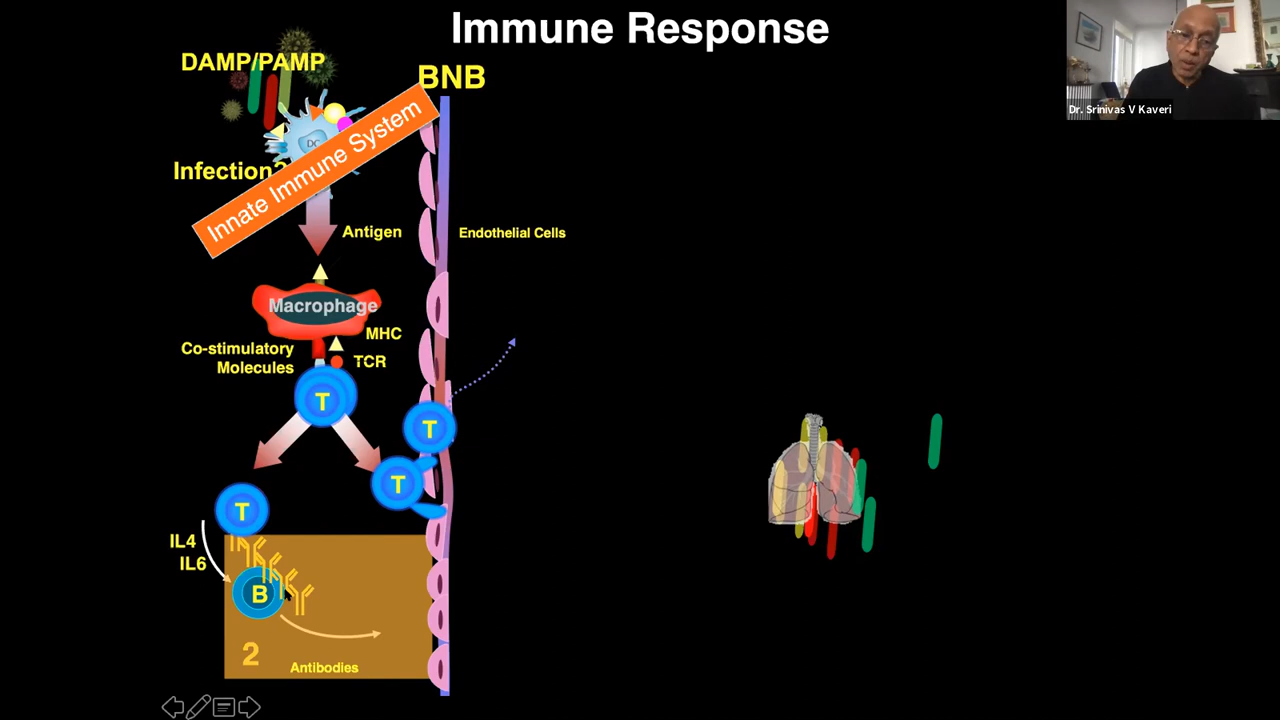 Immune Response
DAMP/PAMP
BNB
Dr. Srinivas V Kaveri
DC
Infection?
Innate Immune System
Antigen
Endothelial Cells
Macrophage
MHC
Co-stimulatory
Molecules
TCR
T
T
T
T
IL4
IL6
B
2
Antibodies